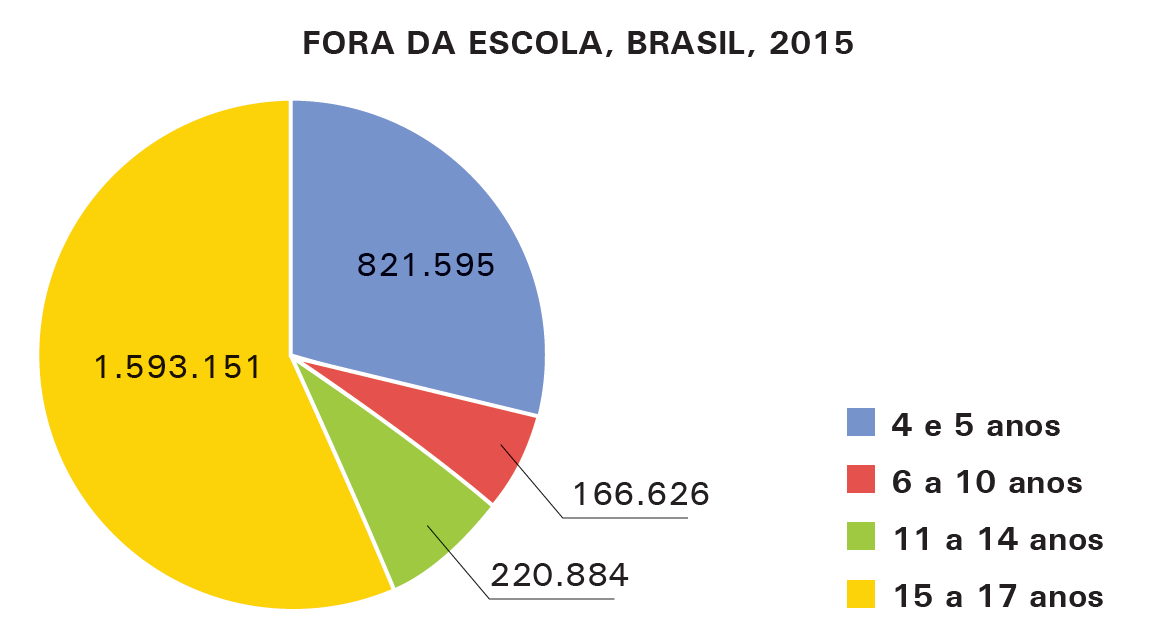 FORA DA ESCOLA, BRASIL, 2015
821.595
1.593.151
166.626
220.884
4 e 5 anos
6 a 10 anos
11 a 14 anos
15 a 17 anos